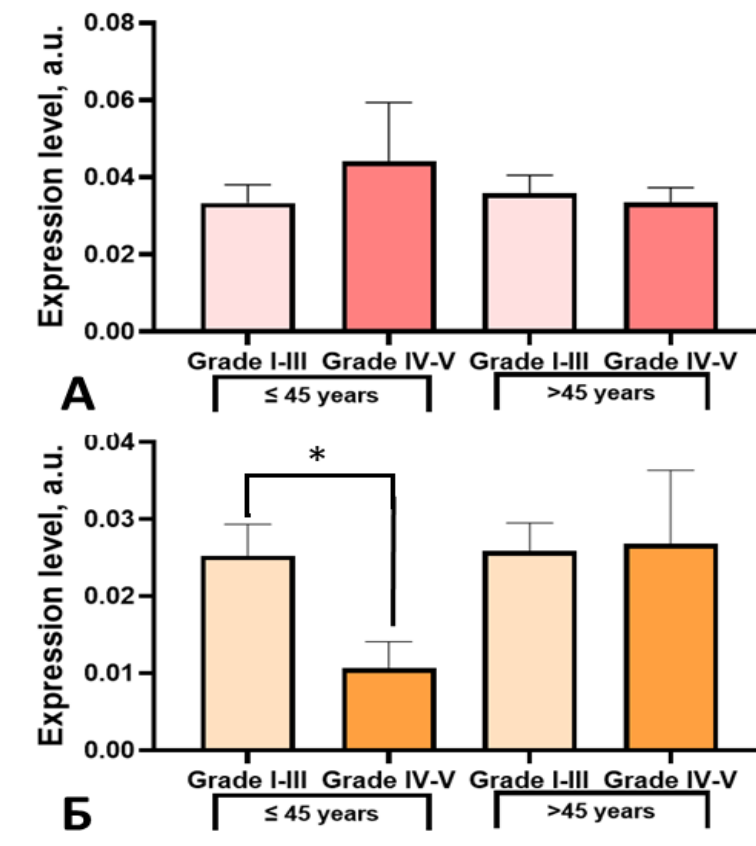 Expression level, a.u.
0.08
0.06
0.04
0.02
0.00
Grade I-III Grade IV-V Grade I-III Grade IV-V
≤ 45 years >45 years
А
Expression level, a.u.
0.04
0.03
0.02
0.01
0.00
*
Grade I-III Grade IV-V Grade I-III Grade IV-V
≤ 45 years >45 years
Б